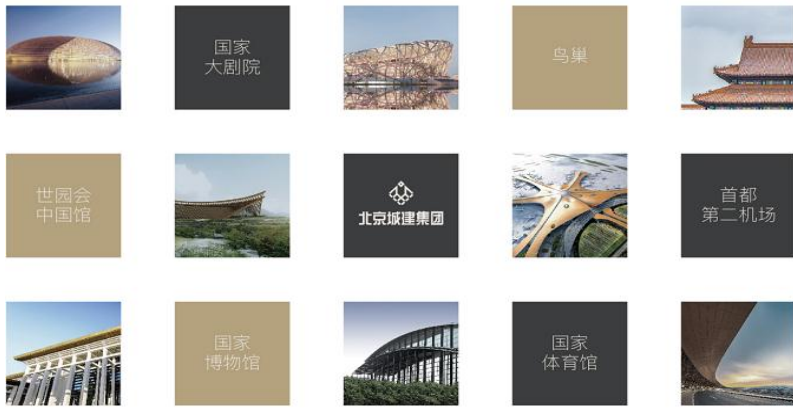 国家
大剧院
鸟巢
世园会
中国馆
北京城建集团
首都
第二机场
国家
博物馆
国家
体育馆